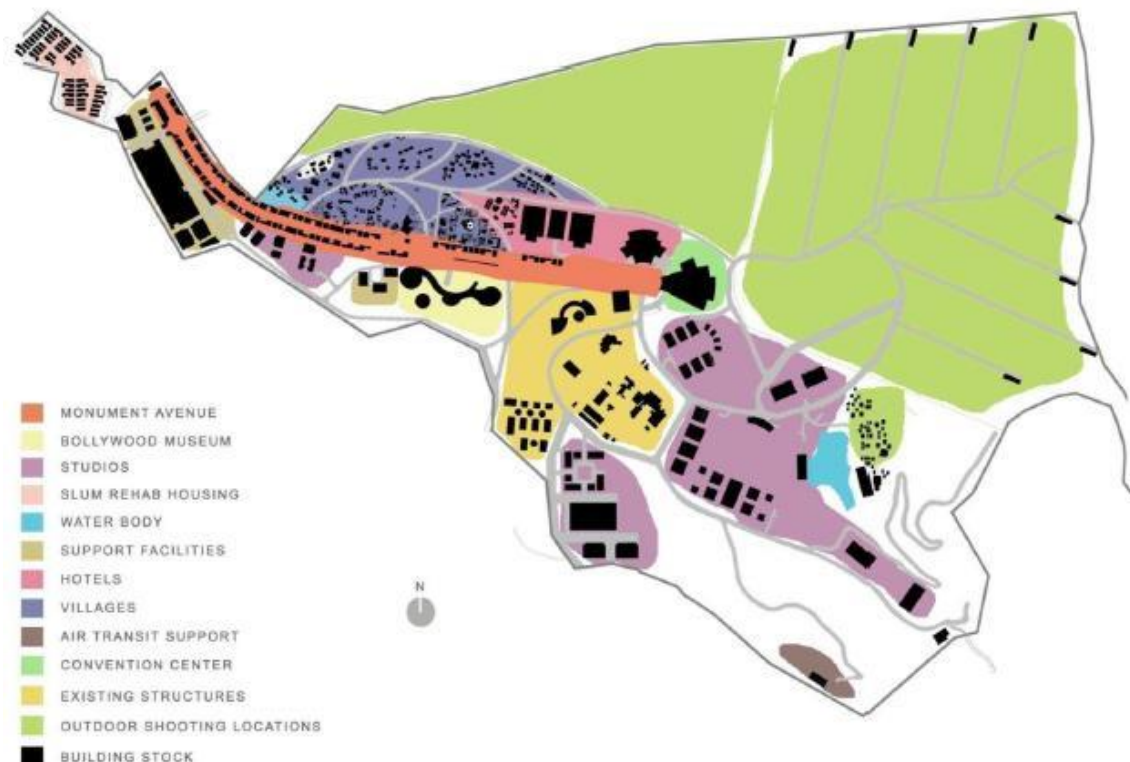 MONUMENT AVENUE
BOLLYWOOD MUSEUM
STUDIOS
SLUM REHAB HOUSING
WATER BODY
SUPPORT FACILITIES
HOTELS
VILLAGES
AIR TRANSIT SUPPORT
CONVENTION CENTER
EXISTING STRUCTURES
OUTDOOR SHOOTING LOCATIONS
BUILDING STOCK
N